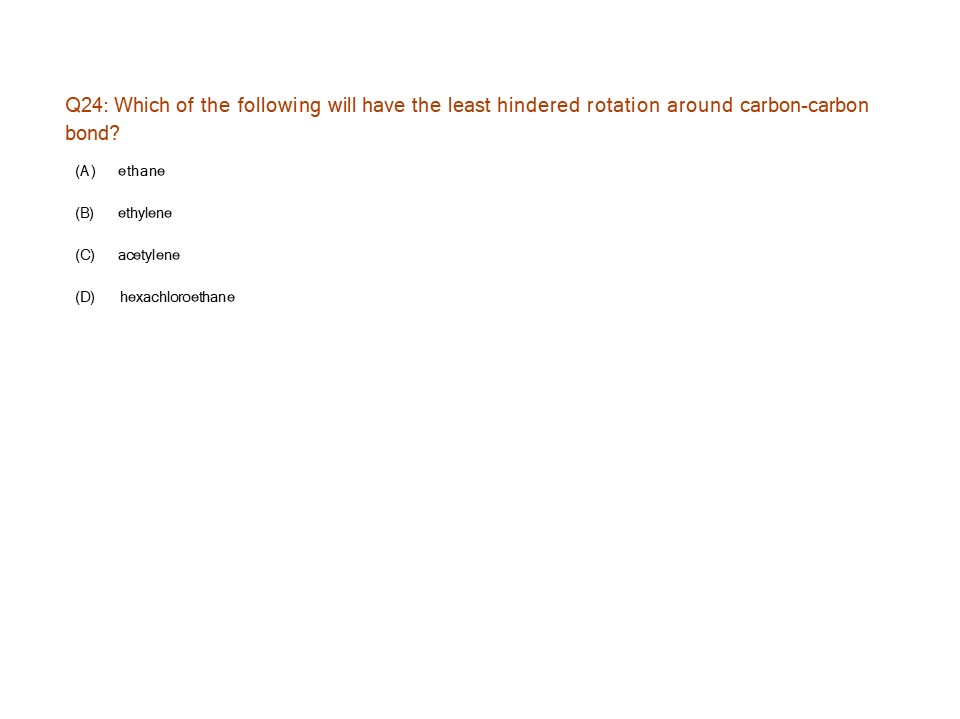 Q24: Which of the following will have the least hindered rotation around carbon-carbon
bond?
(A) ethane
(B) ethylene
(C) acetylene
(D) hexachloroethane